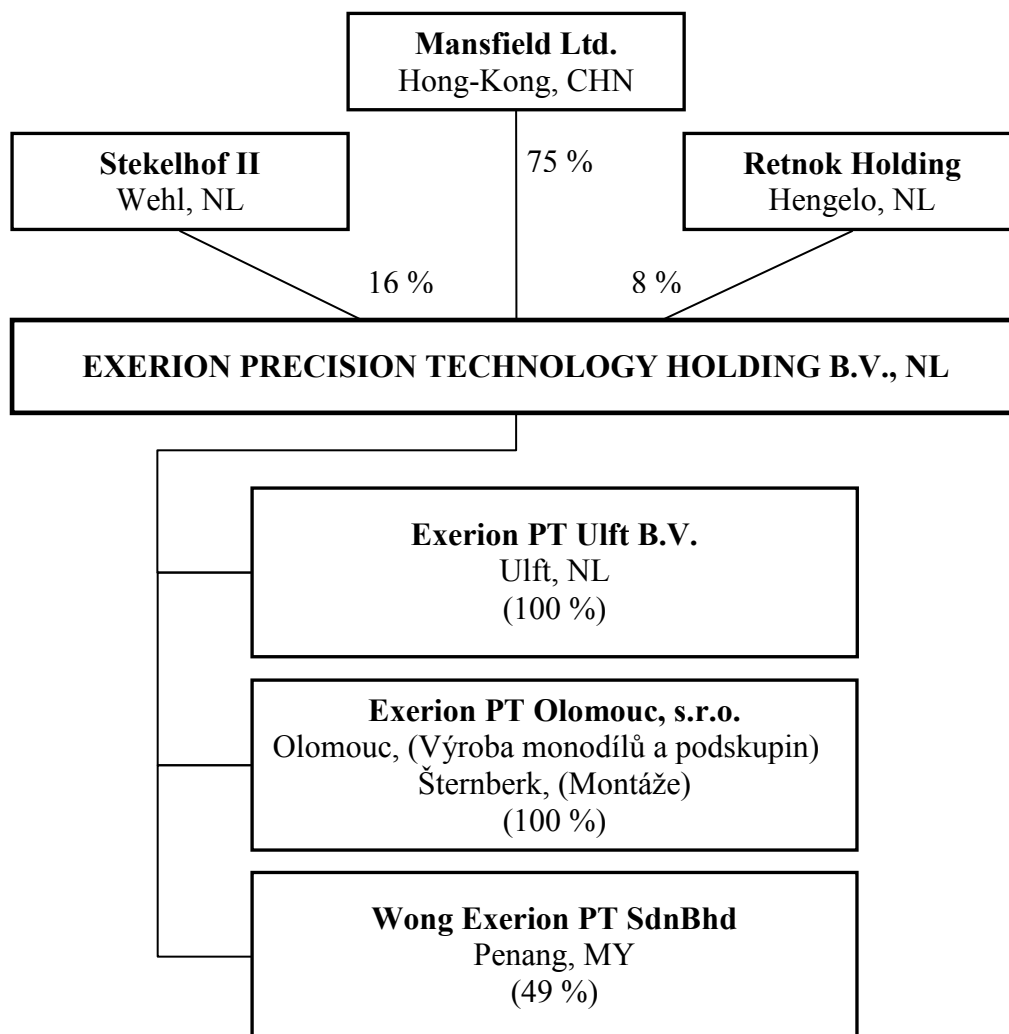 Mansfield Ltd.
Hong-Kong, CHN
Stekelhof II
Wehl, NL
75 %
Retnok Holding
Hengelo, NL
16 %
8 %
EXERION PRECISION TECHNOLOGY HOLDING B.V., NL
Exerion PT Ulft B.V.
Ulft, NL
(100 %)
Exerion PT Olomouc, s.r.o.
Olomouc, (Výroba monodílů a podskupin)
Šternberk, (Montáže)
(100 %)
Wong Exerion PT SdnBhd
Penang, MY
(49 %)